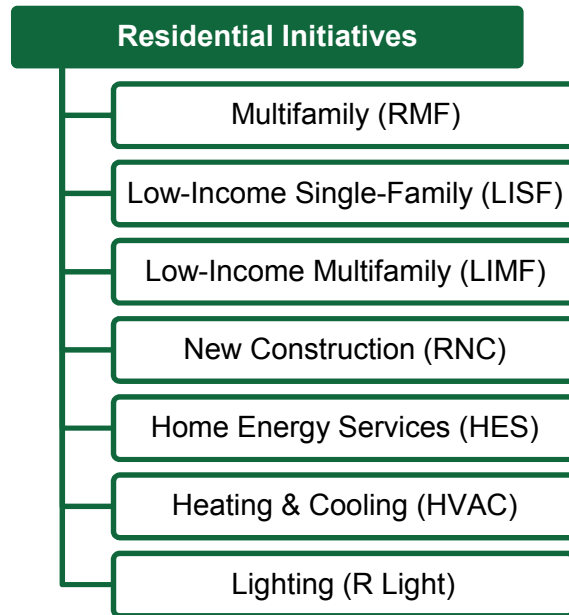 Residential Initiatives
Multifamily (RMF)
Low-Income Single-Family (LISF)
Low-Income Multifamily (LIMF)
New Construction (RNC)
Home Energy Services (HES)
Heating & Cooling (HVAC)
Lighting (R Light)